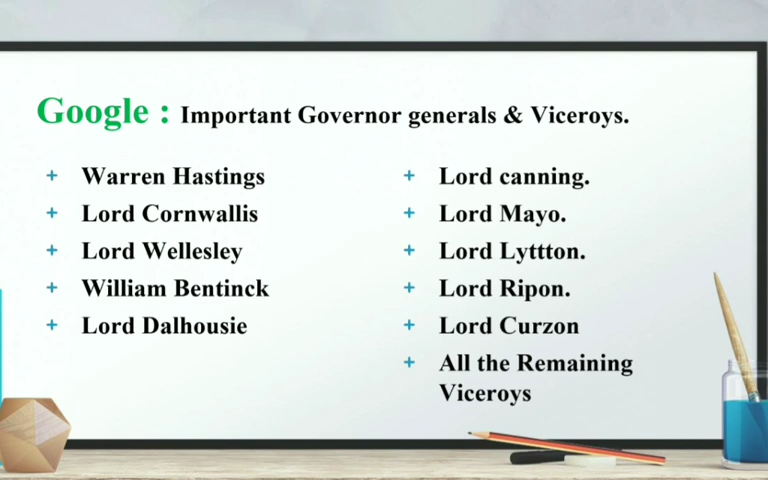 Google : Important Governor generals & Viceroys.
+ Warren Hastings
+ Lord Cornwallis
+ Lord Wellesley
+ William Bentinck
+ Lord Dalhousie
+ Lord canning.
+ Lord Mayo.
+ Lord Lyttton.
+ Lord Ripon.
+ Lord Curzon
+ All the Remaining
Viceroys